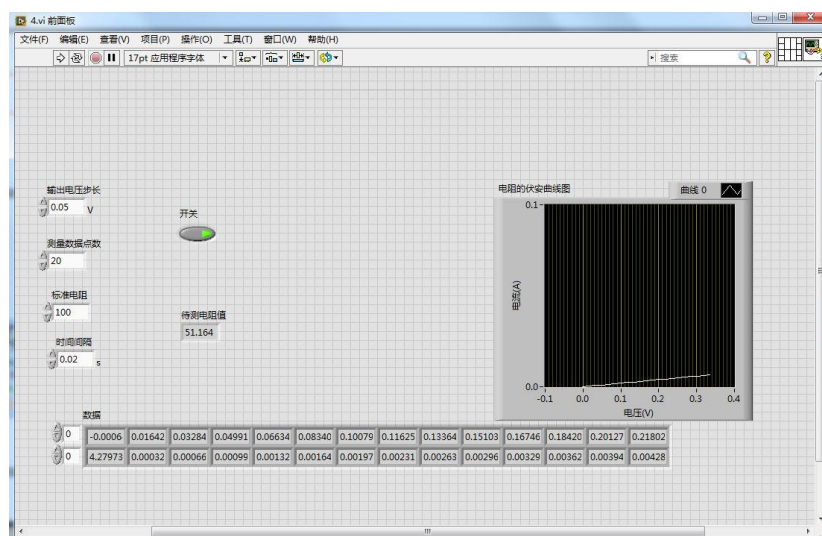 4.vi 前面板
文件(F) 编辑(E) 查看(V) 项目(P) 操作(O) 工具(T) 窗口(W) 帮助(H)
17pt 应用程序字体
搜索
输出电压步长
0.05 V
测量数据点数
20
标准电阻
100
时间间隔
0.02 s
开关
待测电阻值
51.164
电阻的伏安曲线图
曲线 0
0.1
电流(A)
0.0
-0.1 0.0 0.1 0.2 0.3 0.4
电压(V)
数据
0 -0.0006 0.01642 0.03284 0.04991 0.06634 0.08340 0.10079 0.11625 0.13364 0.15103 0.16746 0.18420 0.20127 0.21802
0 4.27973 0.00032 0.00066 0.00099 0.00132 0.00164 0.00197 0.00231 0.00263 0.00296 0.00329 0.00362 0.00394 0.00428